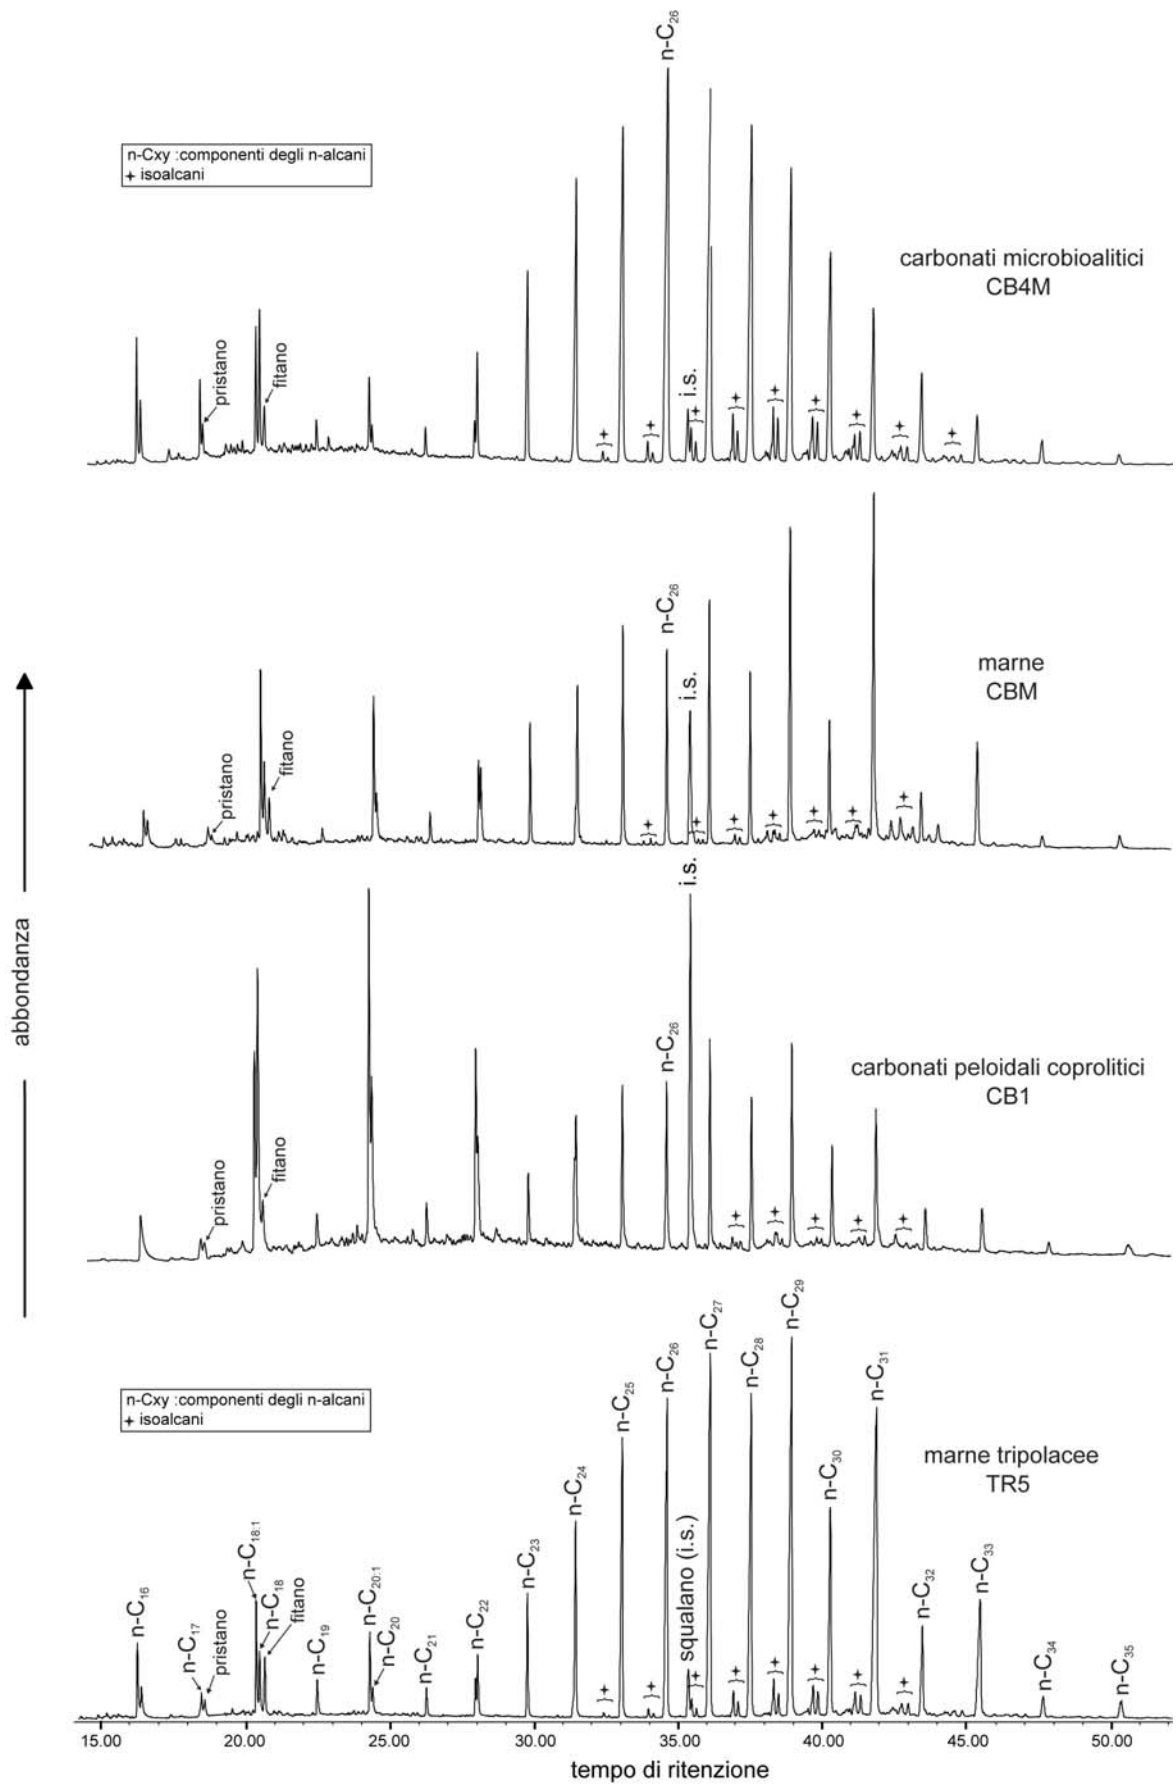 n-C₂₆
n-Cxy :componenti degli n-alcani
✦ isoalcani
carbonati microbioalitici
CB4M
pristano
fitano
i.s.
✦ ✦ ✦ ✦ ✦ ✦ ✦ ✦ ✦
n-C₂₆
marne
CBM
i.s.
pristano
fitano
✦ ✦ ✦ ✦ ✦ ✦ ✦
i.s.
abbondanza
n-C₂₆
carbonati peloidali coprolitici
CB1
pristano
fitano
✦ ✦ ✦ ✦ ✦
n-Cxy :componenti degli n-alcani
✦ isoalcani
marne tripolacee
TR5
n-C₁₆
n-C₁₇
pristano
n-C₁₈:₁
n-C₁₈
fitano
n-C₁₉
n-C₂₀:₁
n-C₂₀
n-C₂₁
n-C₂₂
n-C₂₃
n-C₂₄
n-C₂₅
n-C₂₆
squalano (i.s.)
n-C₂₇
n-C₂₈
n-C₂₉
n-C₃₀
n-C₃₁
n-C₃₂
n-C₃₃
n-C₃₄
n-C₃₅
✦ ✦ ✦ ✦ ✦ ✦ ✦ ✦
15.00 20.00 25.00 30.00 35.00 40.00 45.00 50.00
tempo di ritenzione